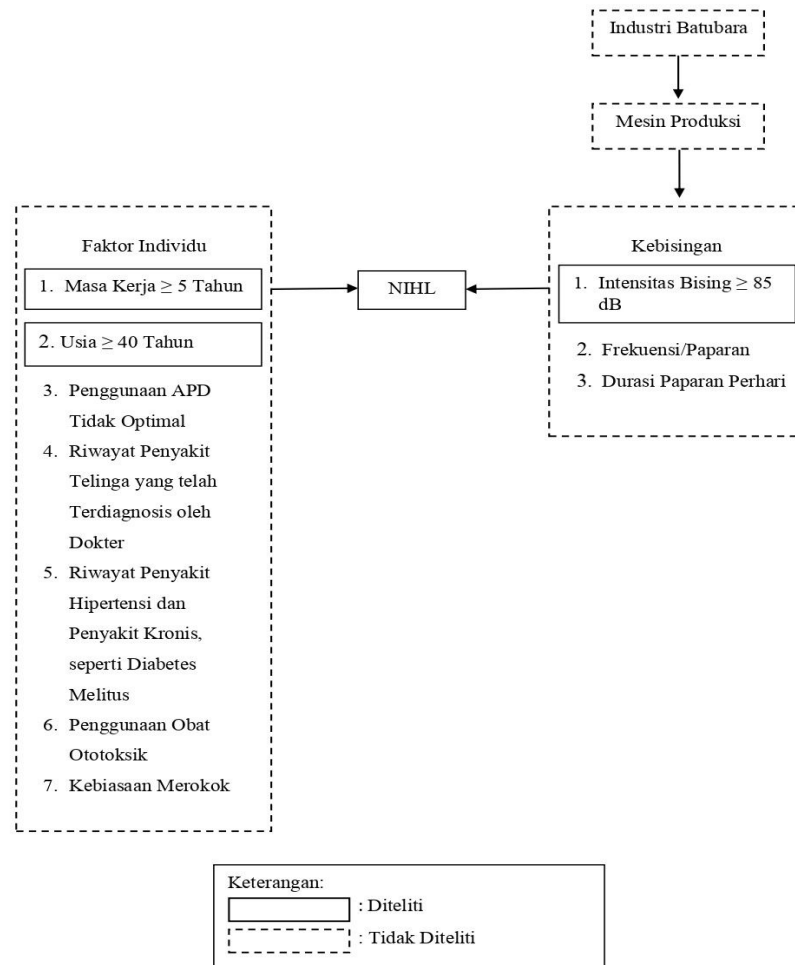 Industri Batubara
Mesin Produksi
Faktor Individu
1. Masa Kerja ≥ 5 Tahun
2. Usia ≥ 40 Tahun
3. Penggunaan APD
Tidak Optimal
4. Riwayat Penyakit
Telinga yang telah
Terdiagnosis oleh
Dokter
5. Riwayat Penyakit
Hipertensi dan
Penyakit Kronis,
seperti Diabetes
Melitus
6. Penggunaan Obat
Ototoksik
7. Kebiasaan Merokok
NIHL
Kebisingan
1. Intensitas Bising ≥ 85
dB
2. Frekuensi/Paparan
3. Durasi Paparan Perhari
Keterangan:
: Diteliti
: Tidak Diteliti